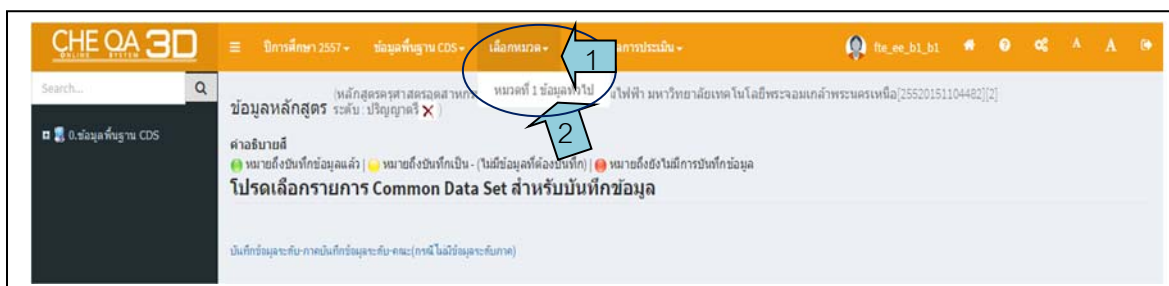 CHE QA 3D
ONLINE SYSTEM
ปีการศึกษา 2557
ข้อมูลพื้นฐาน CDS
เลือกหมวด
ผลการประเมิน
fte_ee_b1_b1
A
A
1
Search...
หมวดที่ 1 ข้อมูลทั่วไป
2
ข้อมูลหลักสูตร (หลักสูตรครุศาสตรอุตสาหกร ไฟฟ้า มหาวิทยาลัยเทคโนโลยีพระจอมเกล้าพระนครเหนือ[25520151104482][2]
ระดับ : ปริญญาตรี )
0.ข้อมูลพื้นฐาน CDS
คำอธิบายสี
หมายถึงบันทึกข้อมูลแล้ว | หมายถึงบันทึกเป็น - (ไม่มีข้อมูลที่ต้องบันทึก) | หมายถึงยังไม่มีการบันทึกข้อมูล
โปรดเลือกรายการ Common Data Set สำหรับบันทึกข้อมูล
บันทึกข้อมูลระดับ-ภาคบันทึกข้อมูลระดับ-คณะ(กรณีไม่มีข้อมูลระดับภาค)